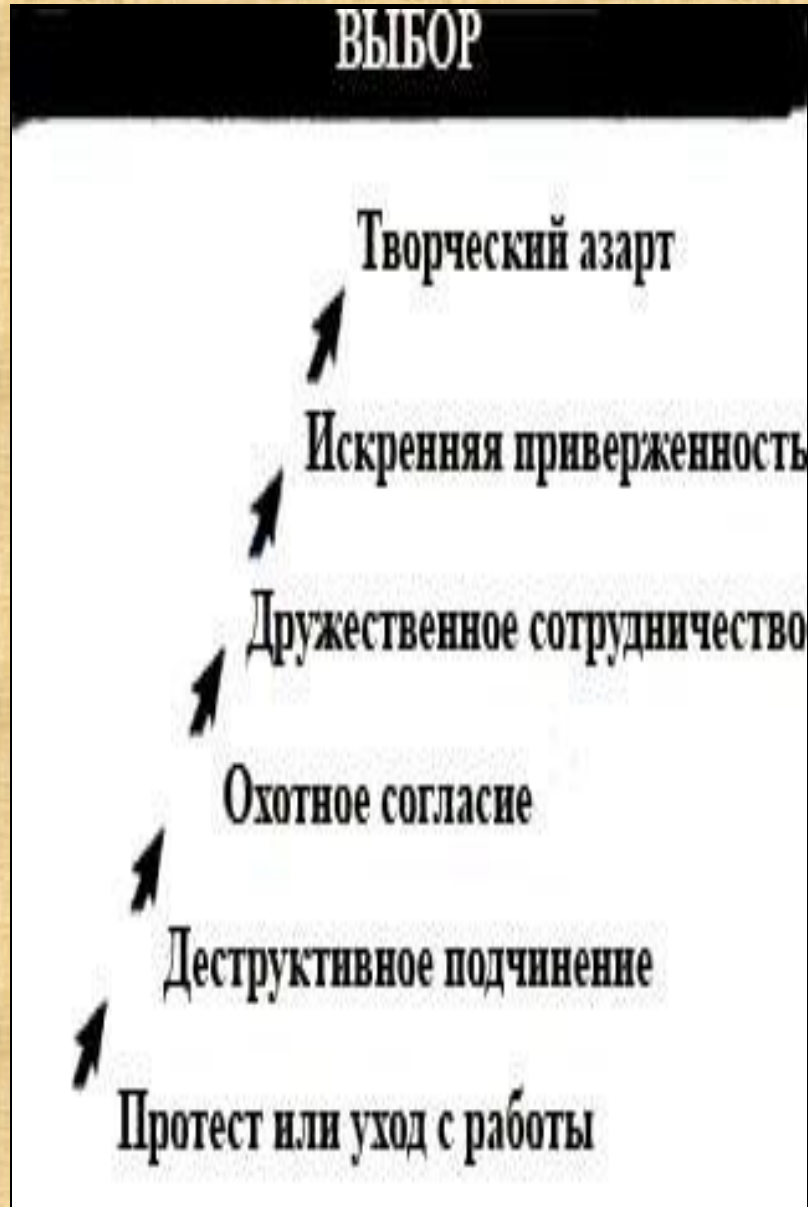 ВЫБОР
Творческий азарт
Искренняя приверженность
Дружественное сотрудничество
Охотное согласие
Деструктивное подчинение
Протест или уход с работы